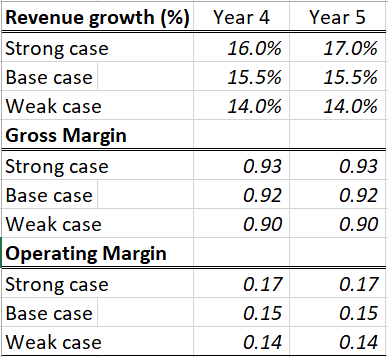 Revenue growth (%) Year 4 Year 5
Strong case 16.0% 17.0%
Base case 15.5% 15.5%
Weak case 14.0% 14.0%
Gross Margin
Strong case 0.93 0.93
Base case 0.92 0.92
Weak case 0.90 0.90
Operating Margin
Strong case 0.17 0.17
Base case 0.15 0.15
Weak case 0.14 0.14